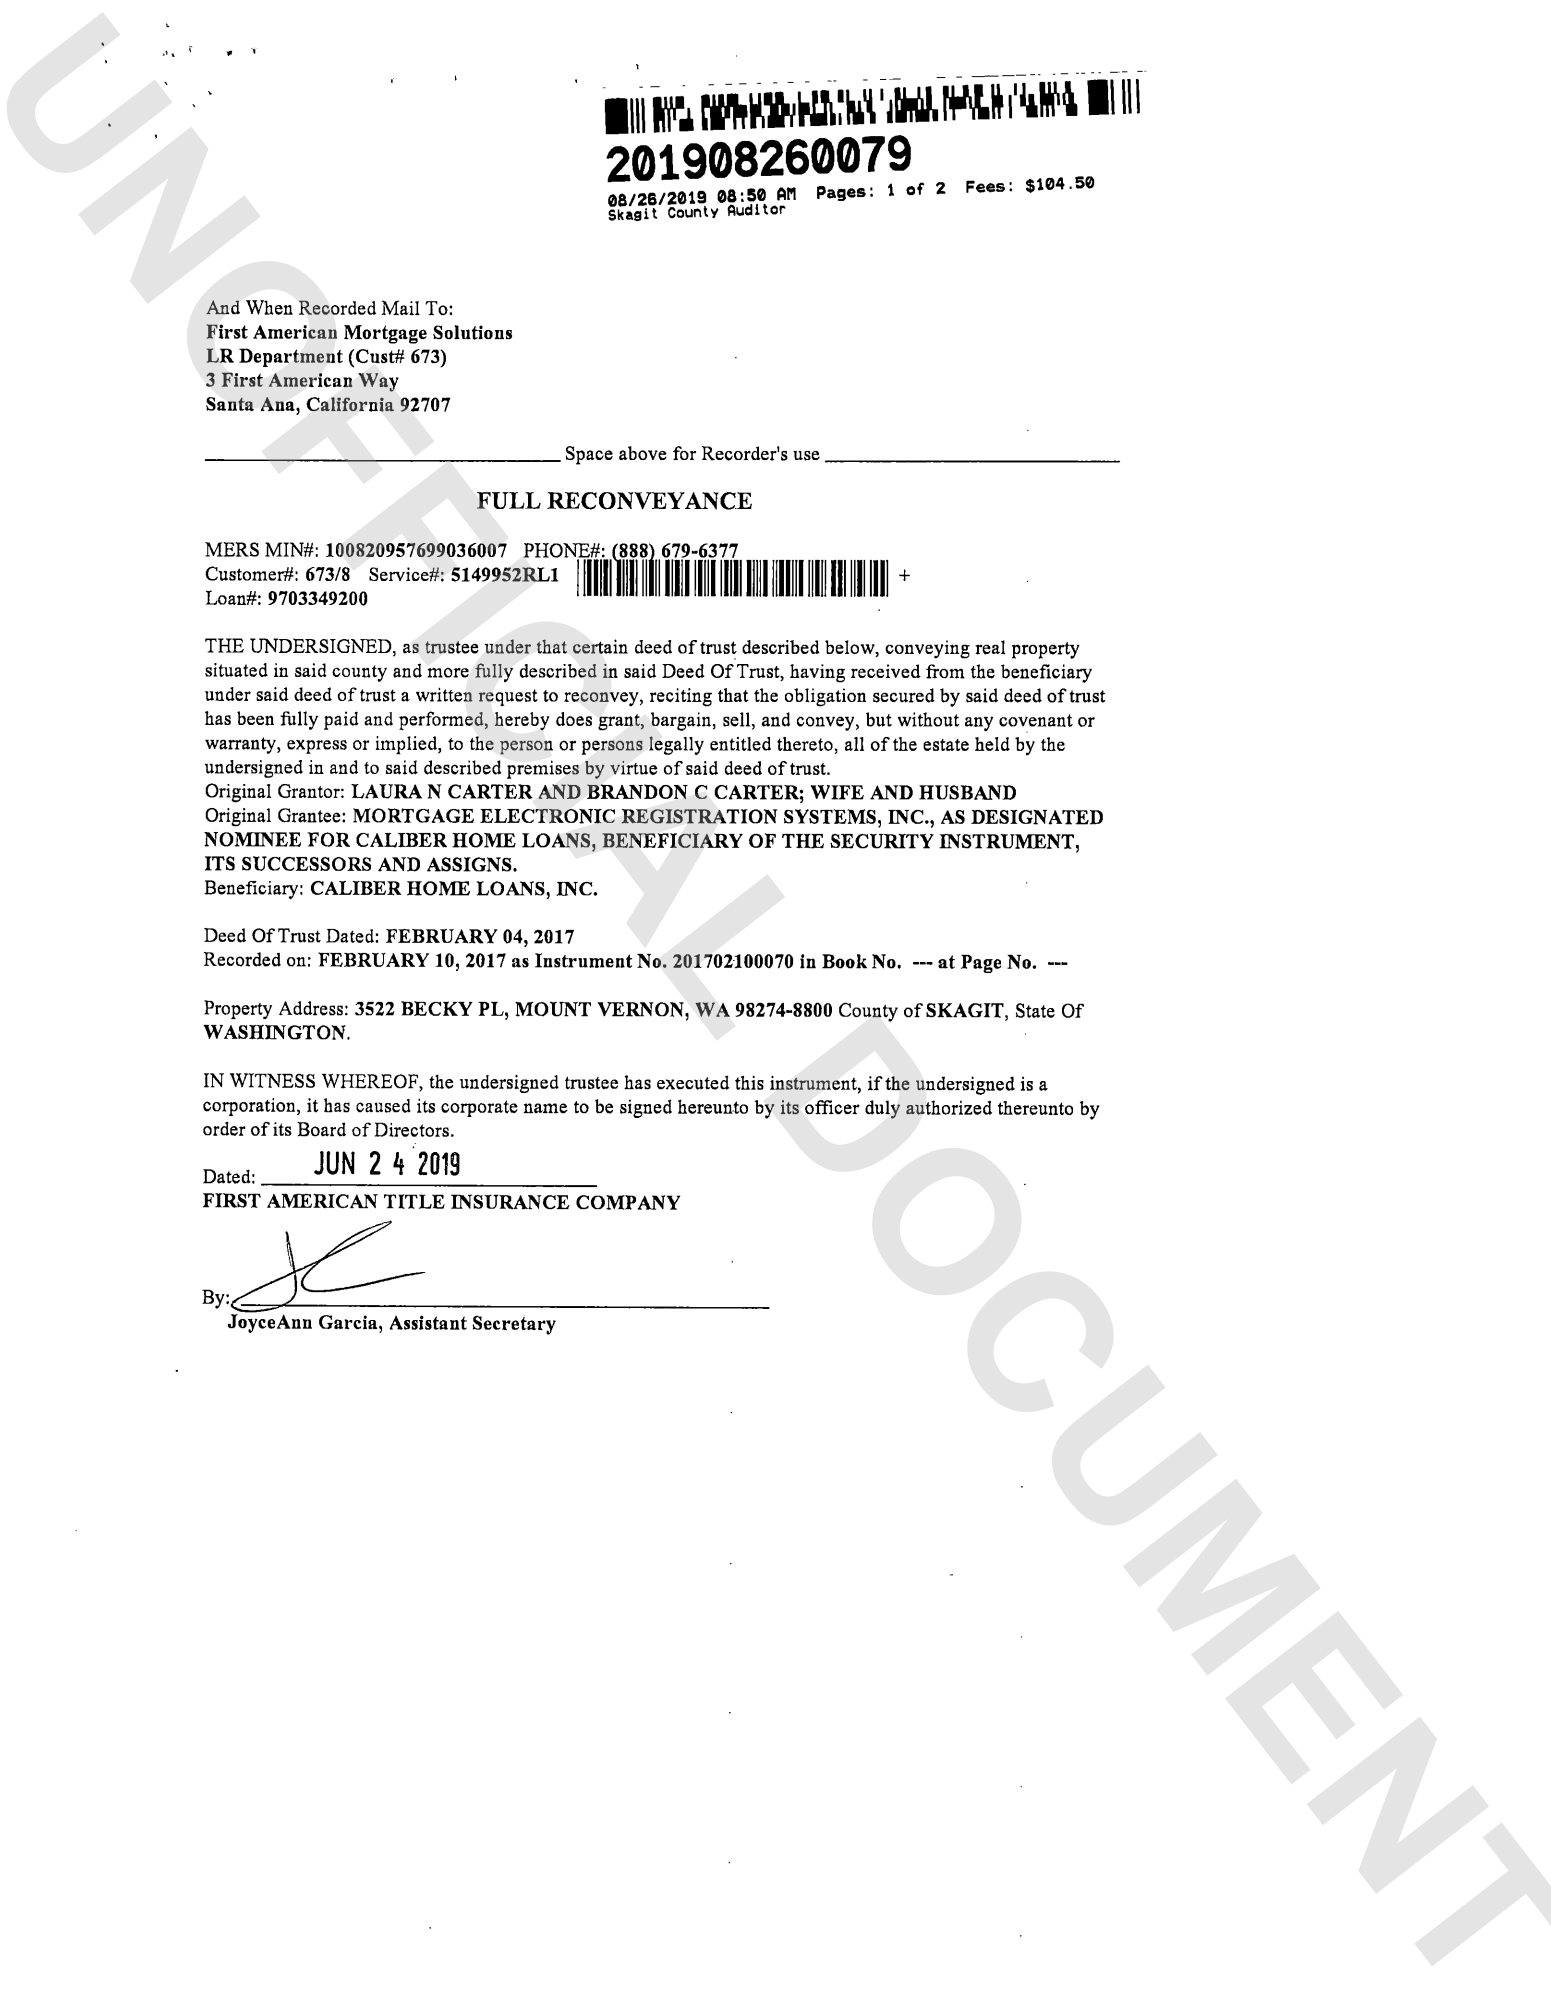 201908260079
08/26/2019 08:50 AM Pages: 1 of 2 Fees: $104.50
Skagit County Auditor
And When Recorded Mail To:
First American Mortgage Solutions
LR Department (Cust# 673)
3 First American Way
Santa Ana, California 92707
Space above for Recorder's use
FULL RECONVEYANCE
MERS MIN#: 100820957699036007 PHONE#: (888) 679-6377
Customer#: 673/8 Service#: 5149952RL1 +
Loan#: 9703349200
THE UNDERSIGNED, as trustee under that certain deed of trust described below, conveying real property
situated in said county and more fully described in said Deed Of Trust, having received from the beneficiary
under said deed of trust a written request to reconvey, reciting that the obligation secured by said deed of trust
has been fully paid and performed, hereby does grant, bargain, sell, and convey, but without any covenant or
warranty, express or implied, to the person or persons legally entitled thereto, all of the estate held by the
undersigned in and to said described premises by virtue of said deed of trust.
Original Grantor: LAURA N CARTER AND BRANDON C CARTER; WIFE AND HUSBAND
Original Grantee: MORTGAGE ELECTRONIC REGISTRATION SYSTEMS, INC., AS DESIGNATED
NOMINEE FOR CALIBER HOME LOANS, BENEFICIARY OF THE SECURITY INSTRUMENT,
ITS SUCCESSORS AND ASSIGNS.
Beneficiary: CALIBER HOME LOANS, INC.
Deed Of Trust Dated: FEBRUARY 04, 2017
Recorded on: FEBRUARY 10, 2017 as Instrument No. 201702100070 in Book No. --- at Page No. ---
Property Address: 3522 BECKY PL, MOUNT VERNON, WA 98274-8800 County of SKAGIT, State Of
WASHINGTON.
IN WITNESS WHEREOF, the undersigned trustee has executed this instrument, if the undersigned is a
corporation, it has caused its corporate name to be signed hereunto by its officer duly authorized thereunto by
order of its Board of Directors.
Dated: JUN 24 2019
FIRST AMERICAN TITLE INSURANCE COMPANY
By:
JoyceAnn Garcia, Assistant Secretary
UNOFFICIAL DOCUMENT